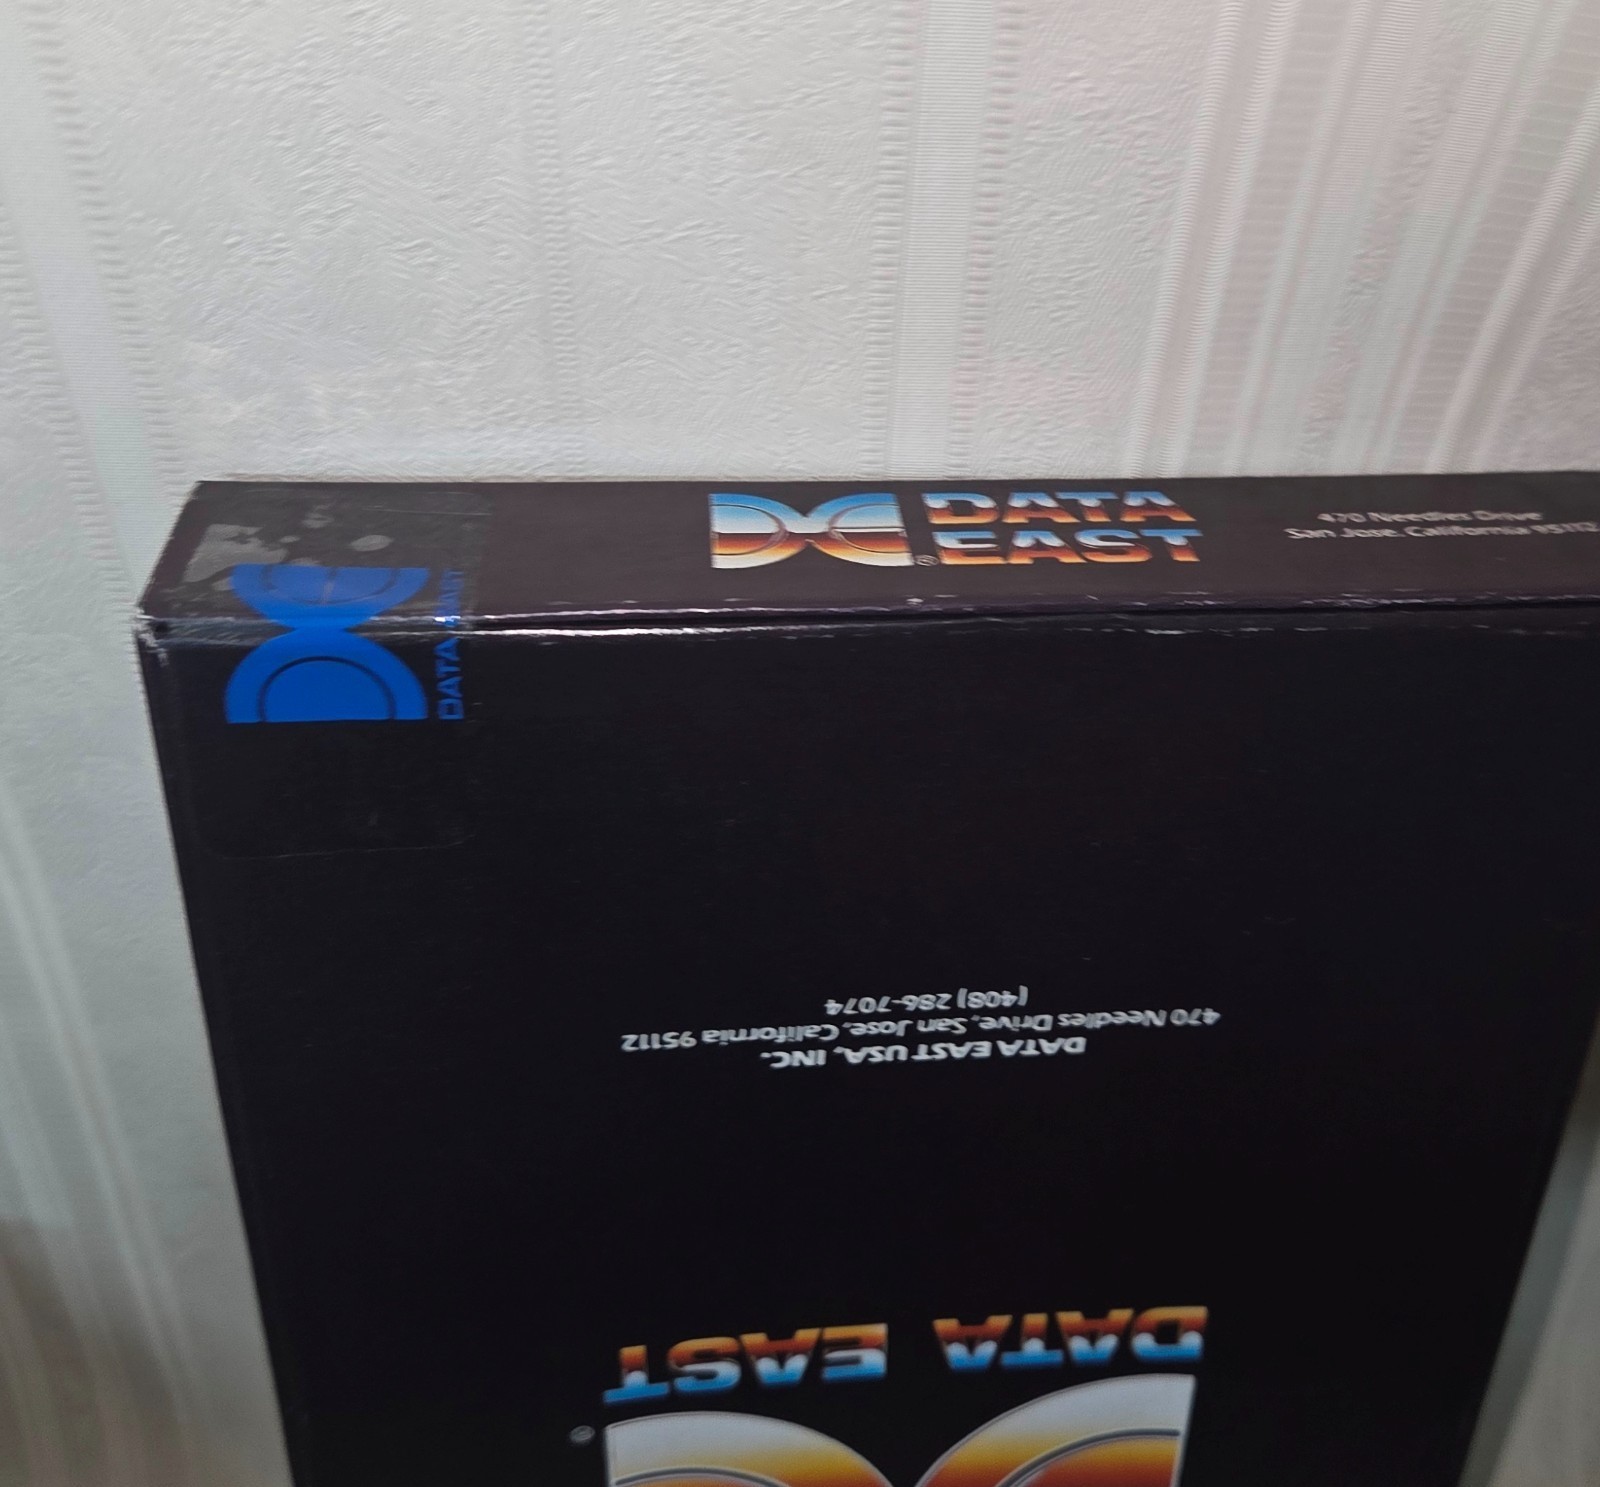 DATA
EAST
®
470 Needles Drive
San Jose, California 95112
DATA EAST
DATA EAST USA, INC.
470 Needles Drive, San Jose, California 95112
(408) 286-7074
DATA EAST
®